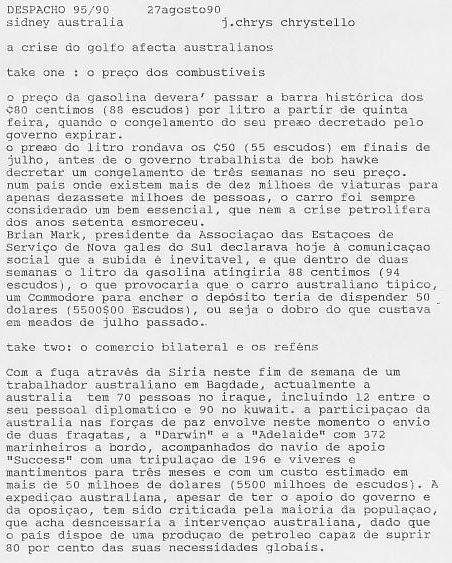 DESPACHO 95/90    27agosto90
sidney australia            j.chrys chrystello
a crise do golfo afecta australianos
take one : o preço dos combustiveis
o preço da gasolina devera' passar a barra histórica dos
¢80 centimos (88 escudos) por litro a partir de quinta
feira, quando o congelamento do seu preæo decretado pelo
governo expirar.
o preæo do litro rondava os ¢50 (55 escudos) em finais de
julho, antes de o governo trabalhista de bob hawke
decretar um congelamento de três semanas no seu preço.
num pais onde existem mais de dez milhoes de viaturas para
apenas dezassete milhoes de pessoas, o carro foi sempre
considerado um bem essencial, que nem a crise petrolifera
dos anos setenta esmoreceu.
Brian Mark, presidente da Associaçao das Estaçoes de
Serviço de Nova gales do Sul declarava hoje à comunicaçao
social que a subida é inevitavel, e que dentro de duas
semanas o litro da gasolina atingiria 88 centimos (94
escudos), o que provocaria que o carro australiano tipico,
um Commodore para encher o depósito teria de dispender 50
dolares (5500$00 Escudos), ou seja o dobro do que custava
em meados de julho passado.
take two: o comercio bilateral e os reféns
Com a fuga através da Siria neste fim de semana de um
trabalhador australiano em Bagdade, actualmente a
australia  tem 70 pessoas no iraque, incluindo 12 entre o
seu pessoal diplomatico e 90 no kuwait. a participaçao da
australia nas forças de paz envolve neste momento o envio
de duas fragatas, a "Darwin" e a "Adelaide" com 372
marinheiros a bordo, acompanhados do navio de apoio
"Success" com uma tripulaçao de 196 e viveres e
mantimentos para três meses e com um custo estimado em
mais de 50 milhoes de dolares (5500 milhoes de escudos). A
expediçao australiana, apesar de ter o apoio do governo e
da oposiçao, tem sido criticada pela maioria da populaçao,
que acha desncessaria a intervençao australiana, dado que
o pais dispoe de uma produçao de petroleo capaz de suprir
80 por cento das suas necessidades globais.